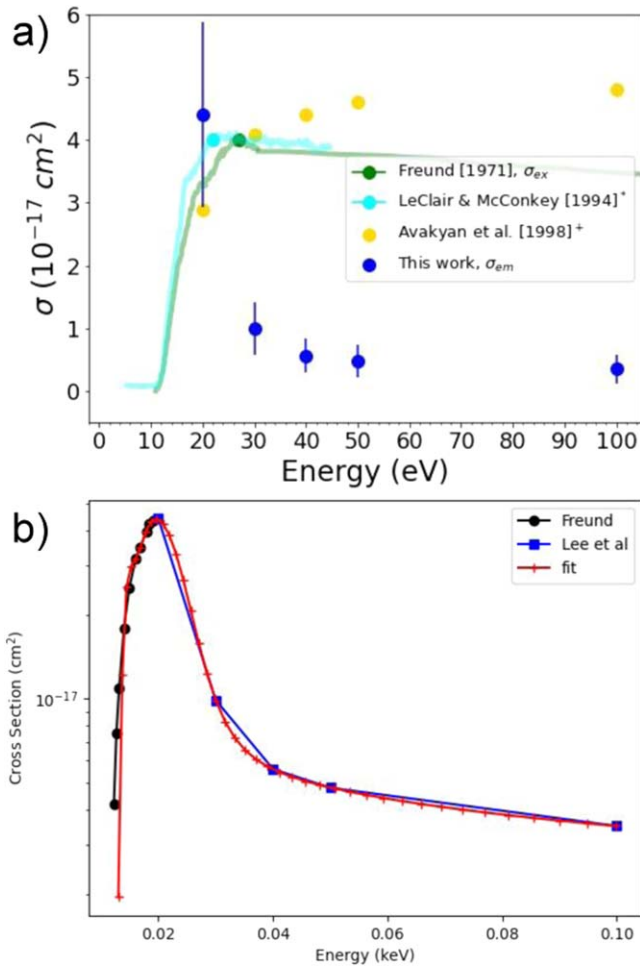 a)
6
5
4
3
2
1
0
σ (10⁻¹⁷ cm²)
Freund [1971], σₑₓ
LeClair & McConkey [1994]*
Avakyan et al. [1998]⁺
This work, σₑₘ
0 10 20 30 40 50 60 70 80 90 100
Energy (eV)
b)
Freund
Lee et al
fit
10⁻¹⁷
Cross Section (cm²)
0.02 0.04 0.06 0.08 0.10
Energy (keV)